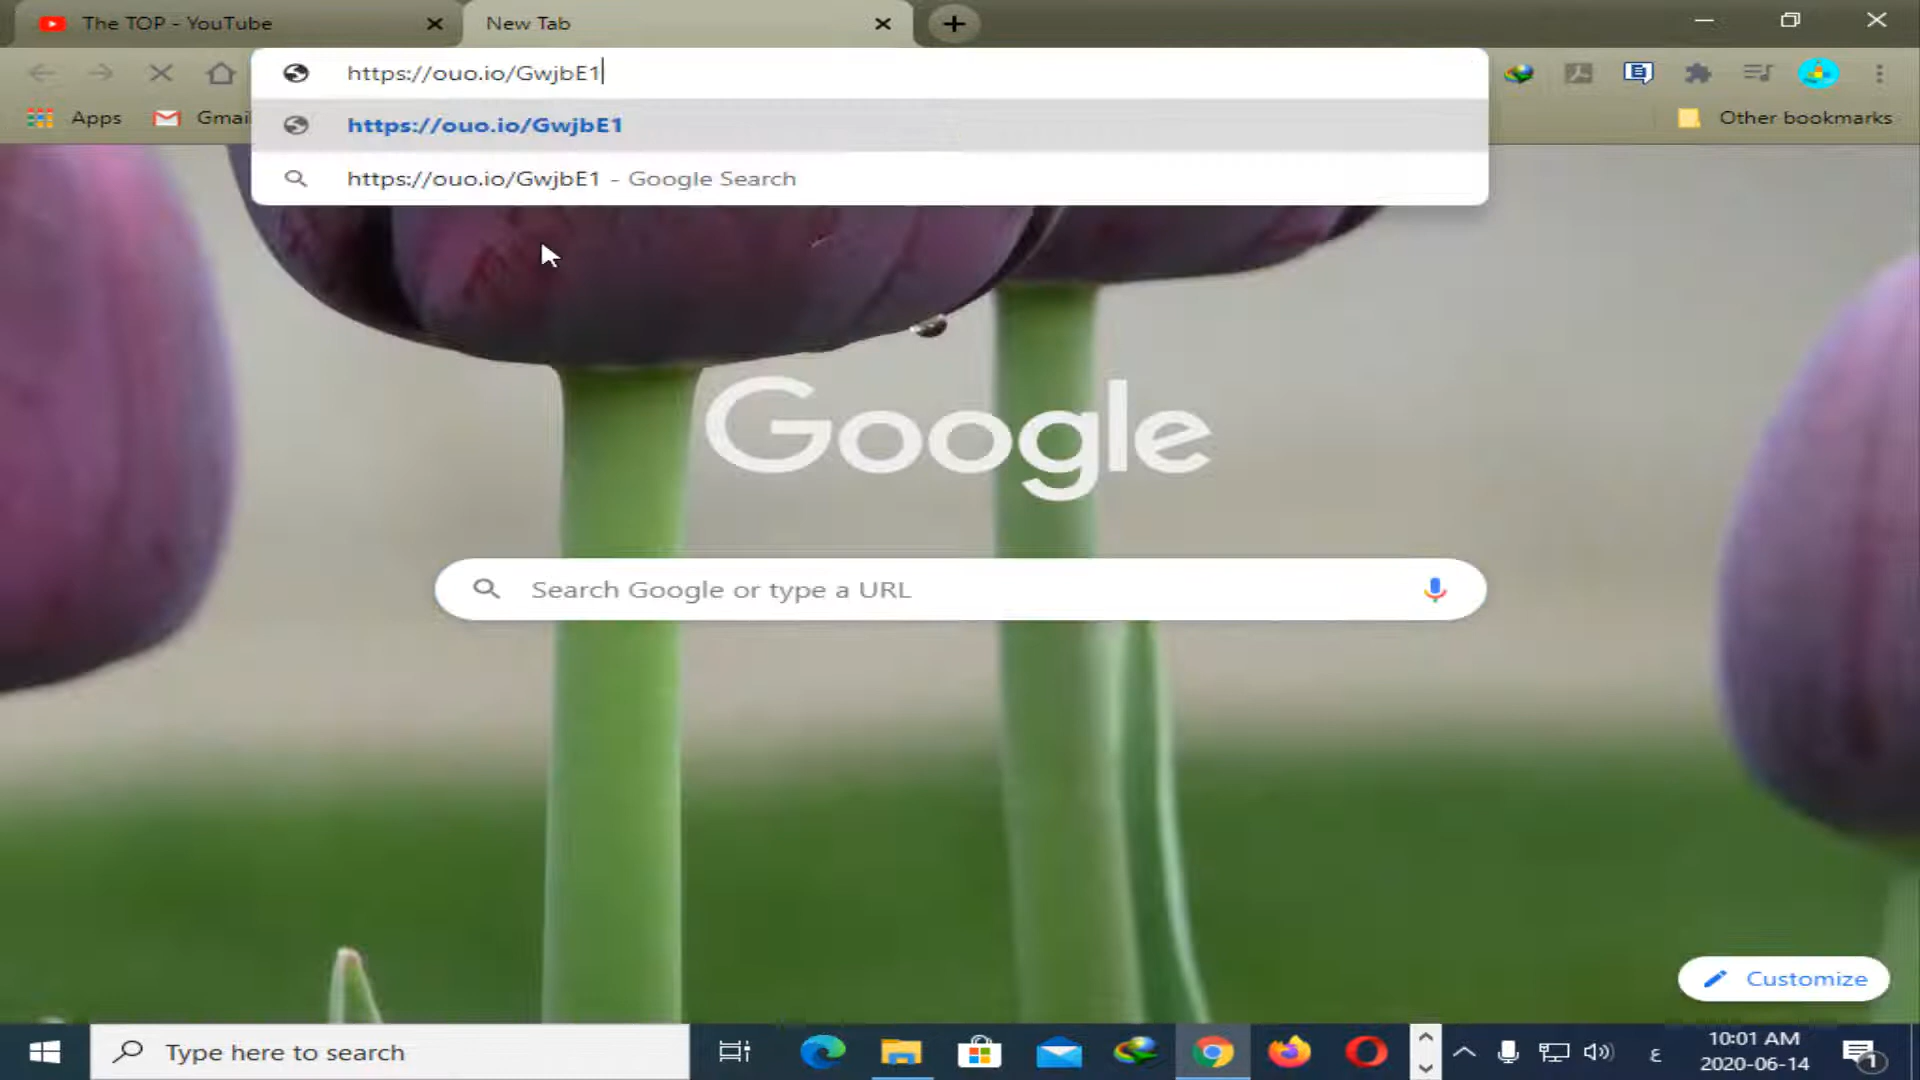 The TOP - YouTube
New Tab
https://ouo.io/GwjbE1
Apps
Gmail
Other bookmarks
https://ouo.io/GwjbE1
https://ouo.io/GwjbE1 - Google Search
Google
Search Google or type a URL
Customize
Type here to search
ع
10:01 AM
2020-06-14
1